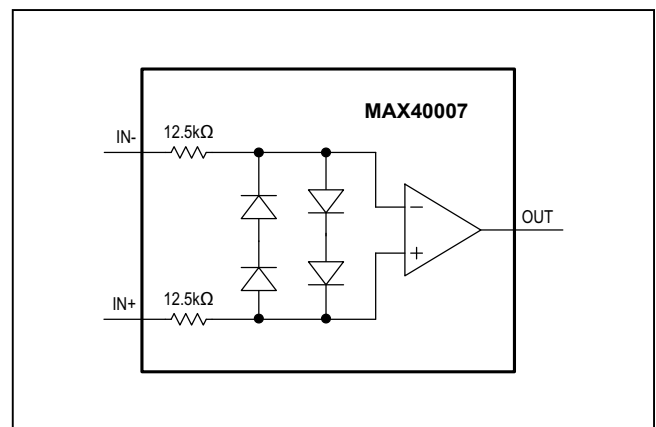 MAX40007
IN-
12.5kΩ
−
OUT
+
IN+
12.5kΩ